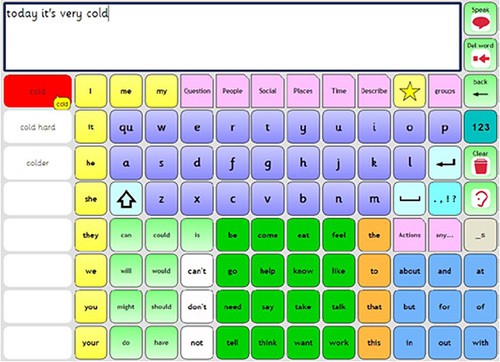 today it's very cold
Speak
Del word
cold
cold
I
me
my
Question
People
Social
Places
Time
Describe
groups
back
cold hard
it
qu
w
e
r
t
y
u
i
o
p
123
colder
he
a
s
d
f
g
h
j
k
l
Clear
she
z
x
c
v
b
n
m
.,!?
they
can
could
is
be
come
eat
feel
the
Actions
any...
_s
we
will
would
can't
go
help
know
like
to
about
and
at
you
might
should
don't
need
say
take
talk
that
but
for
of
your
do
have
not
tell
think
want
work
this
in
out
with